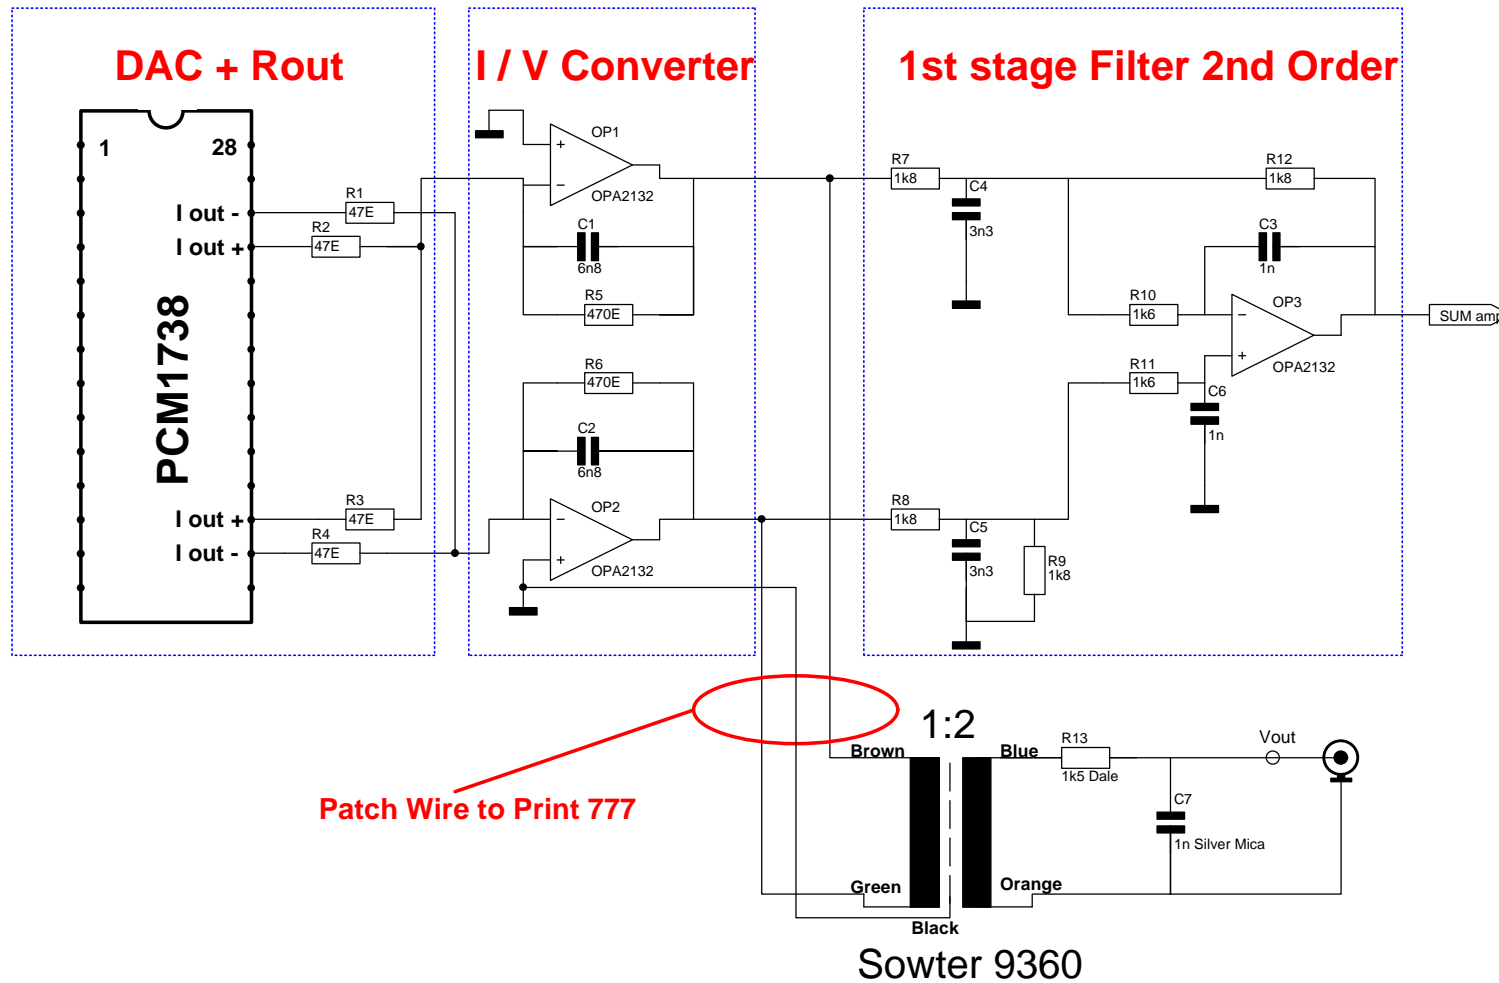 DAC + Rout
I / V Converter
1st stage Filter 2nd Order
1
28
I out -
I out +
PCM1738
I out +
I out -
R1
47E
R2
47E
R3
47E
R4
47E
+
OP1
−
OPA2132
C1
6n8
R5
470E
R6
470E
C2
6n8
OP2
−
+
OPA2132
R7
1k8
C4
3n3
R12
1k8
C3
1n
R10
1k6
OP3
−
+
OPA2132
R11
1k6
C6
1n
SUM amp
R8
1k8
C5
3n3
R9
1k8
Patch Wire to Print 777
1:2
Brown
Blue
Green
Orange
Black
R13
1k5 Dale
Vout
C7
1n Silver Mica
Sowter 9360